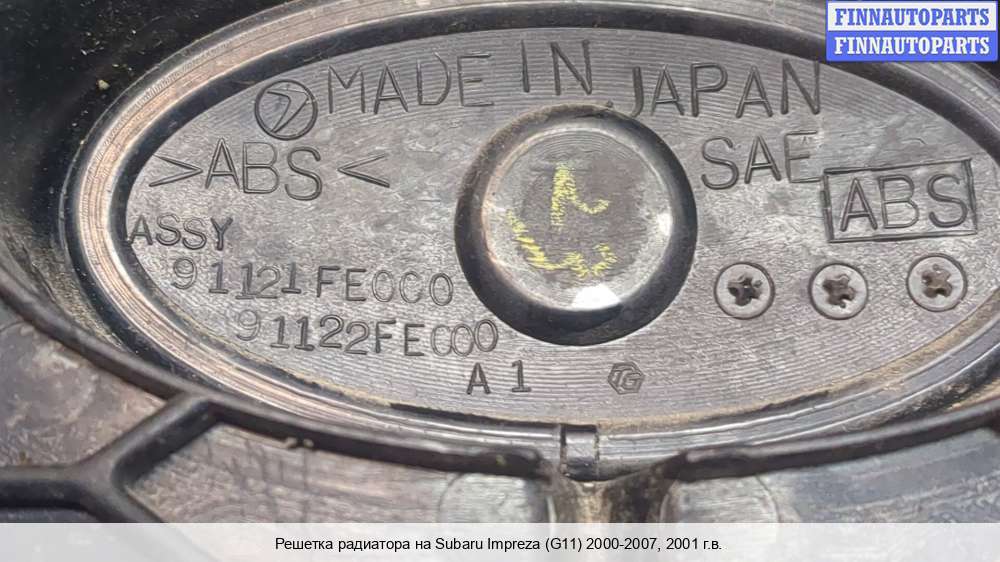 FINNAUTOPARTS
FINNAUTOPARTS
MADE IN JAPAN
>ABS<
SAE ABS
ASSY
91121FE0C0
91122FE000
A1 TG
Решетка радиатора на Subaru Impreza (G11) 2000-2007, 2001 г.в.